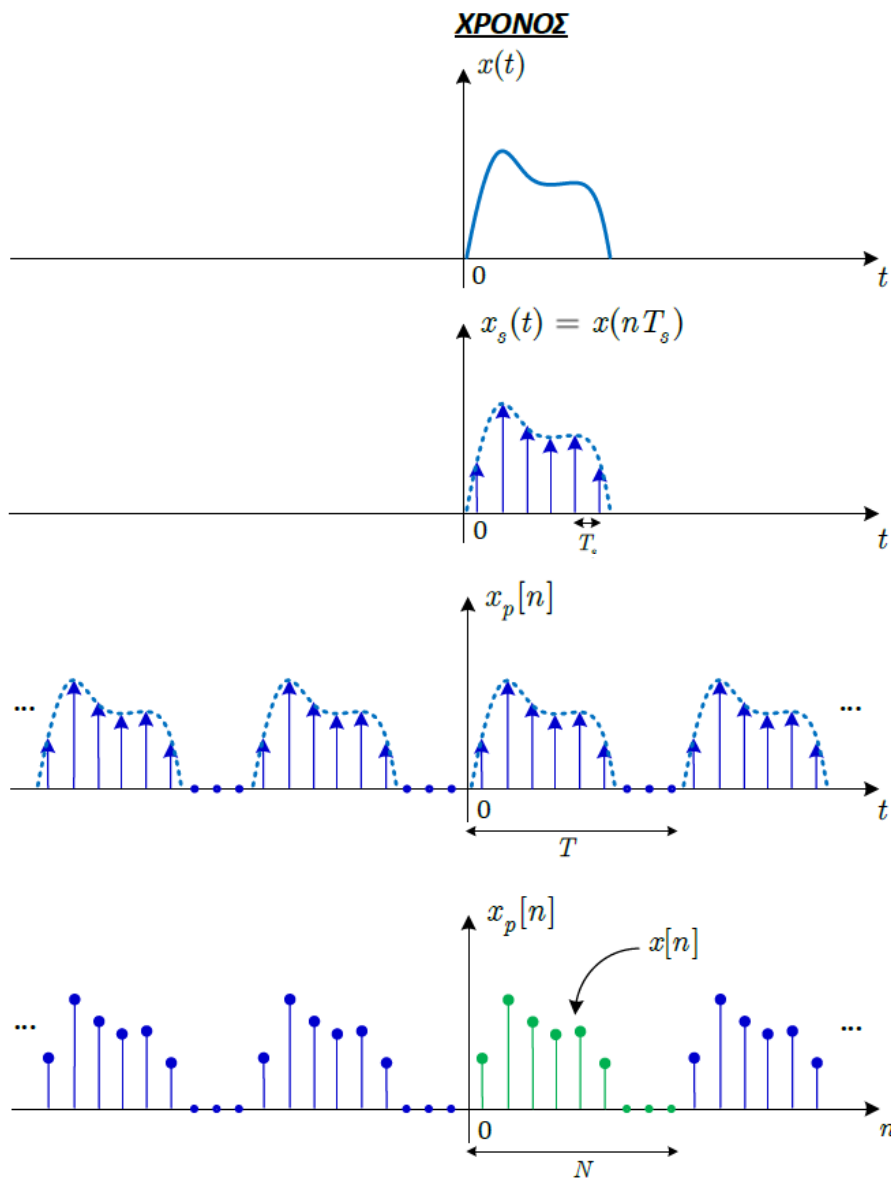 ΧΡΟΝΟΣ
x(t)
0
t
x_s(t) = x(nT_s)
0
T_s
t
x_p[n]
...
...
0
t
T
x_p[n]
x[n]
...
...
0
n
N